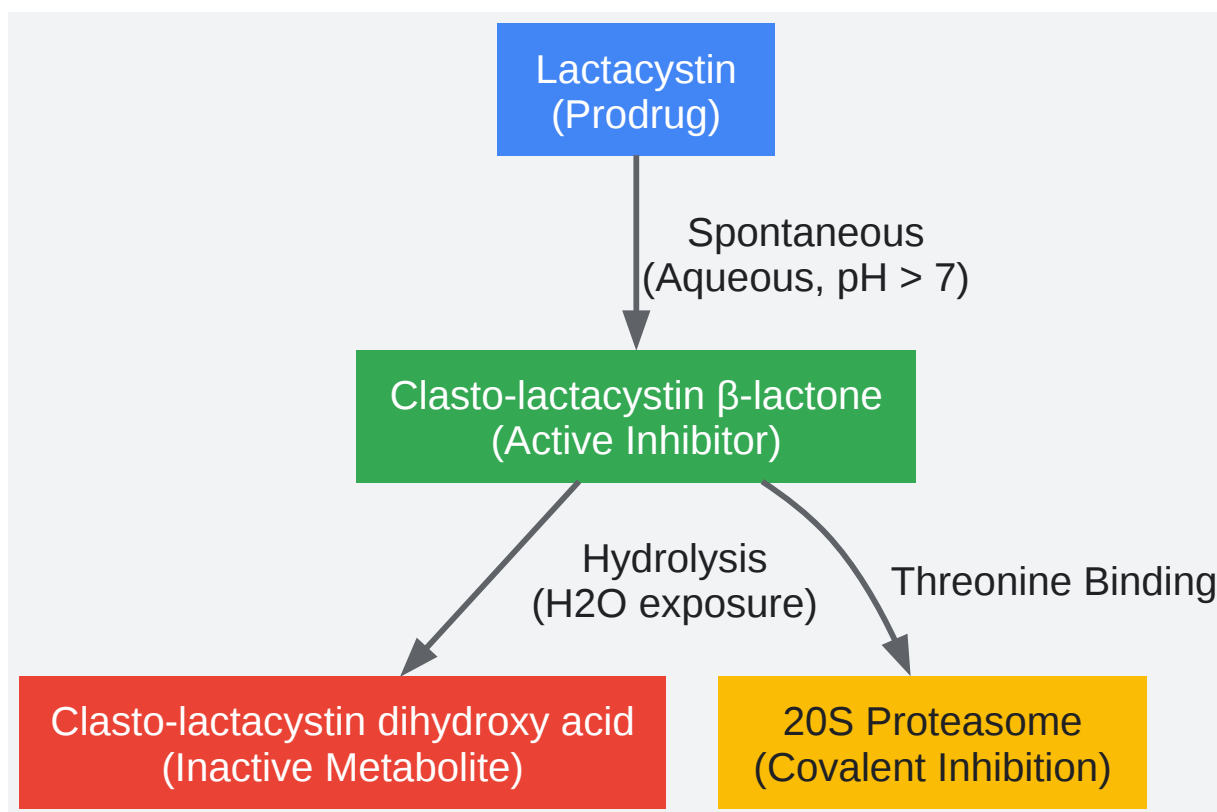 Lactacystin
(Prodrug)
Spontaneous
(Aqueous, pH > 7)
Clasto-lactacystin β-lactone
(Active Inhibitor)
Hydrolysis
(H2O exposure)
Threonine Binding
Clasto-lactacystin dihydroxy acid
(Inactive Metabolite)
20S Proteasome
(Covalent Inhibition)